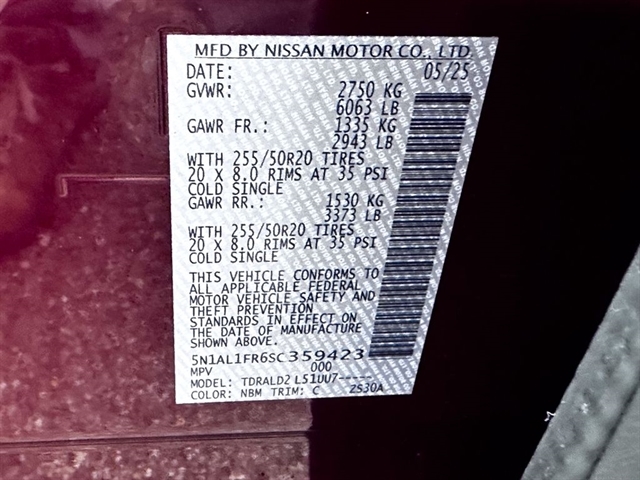 MFD BY NISSAN MOTOR CO., LTD.
DATE: 05/25
GVWR: 2750 KG
6063 LB
GAWR FR.: 1335 KG
2943 LB
WITH 255/50R20 TIRES
20 X 8.0 RIMS AT 35 PSI
COLD SINGLE
GAWR RR.: 1530 KG
3373 LB
WITH 255/50R20 TIRES
20 X 8.0 RIMS AT 35 PSI
COLD SINGLE
THIS VEHICLE CONFORMS TO
ALL APPLICABLE FEDERAL
MOTOR VEHICLE SAFETY AND
THEFT PREVENTION
STANDARDS IN EFFECT ON
THE DATE OF MANUFACTURE
SHOWN ABOVE.
5N1AL1FR6SC359423
MPV 000
MODEL: TDRALD2 L51UU7-----
COLOR: NBM TRIM: C ZS30A